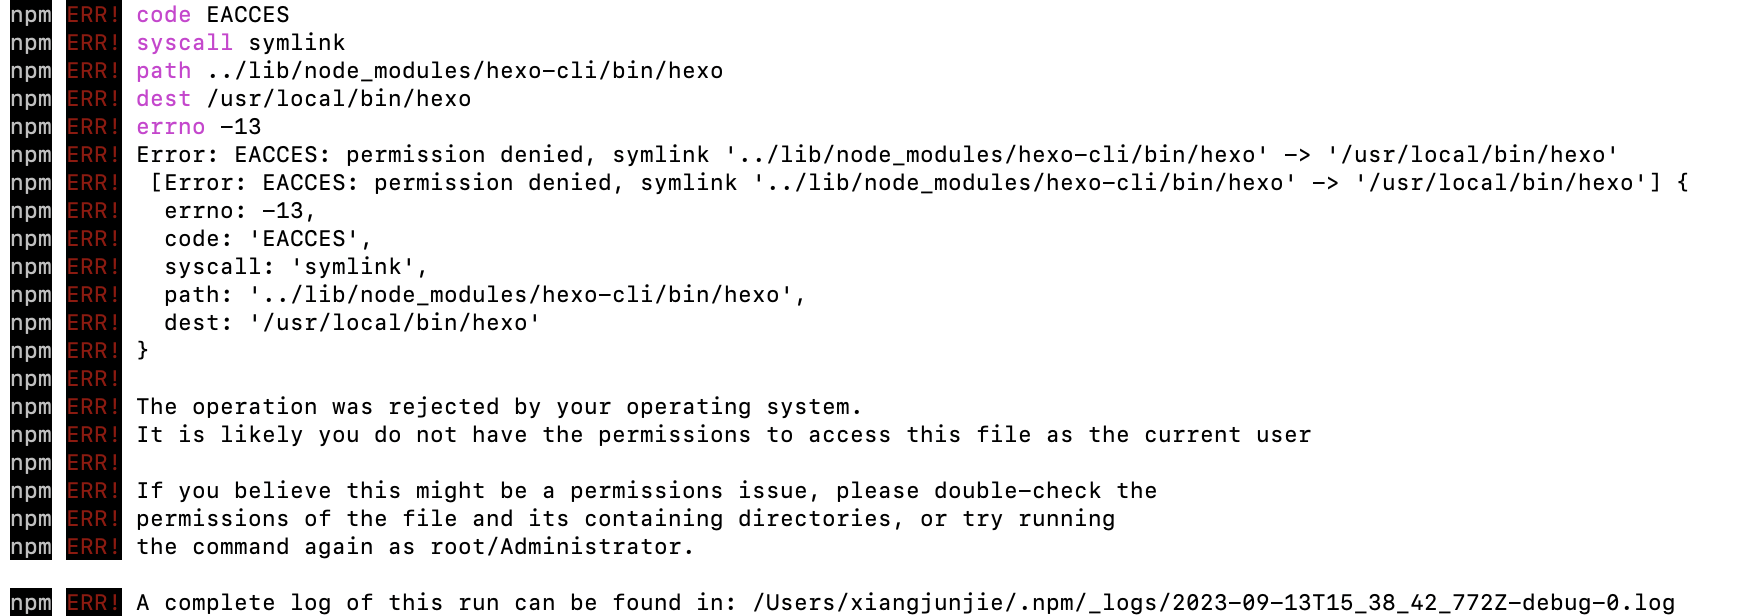 npm ERR! code EACCES
npm ERR! syscall symlink
npm ERR! path ../lib/node_modules/hexo-cli/bin/hexo
npm ERR! dest /usr/local/bin/hexo
npm ERR! errno -13
npm ERR! Error: EACCES: permission denied, symlink '../lib/node_modules/hexo-cli/bin/hexo' -> '/usr/local/bin/hexo'
npm ERR!  [Error: EACCES: permission denied, symlink '../lib/node_modules/hexo-cli/bin/hexo' -> '/usr/local/bin/hexo'] {
npm ERR!   errno: -13,
npm ERR!   code: 'EACCES',
npm ERR!   syscall: 'symlink',
npm ERR!   path: '../lib/node_modules/hexo-cli/bin/hexo',
npm ERR!   dest: '/usr/local/bin/hexo'
npm ERR! }
npm ERR!
npm ERR! The operation was rejected by your operating system.
npm ERR! It is likely you do not have the permissions to access this file as the current user
npm ERR!
npm ERR! If you believe this might be a permissions issue, please double-check the
npm ERR! permissions of the file and its containing directories, or try running
npm ERR! the command again as root/Administrator.
npm ERR! A complete log of this run can be found in: /Users/xiangjunjie/.npm/_logs/2023-09-13T15_38_42_772Z-debug-0.log